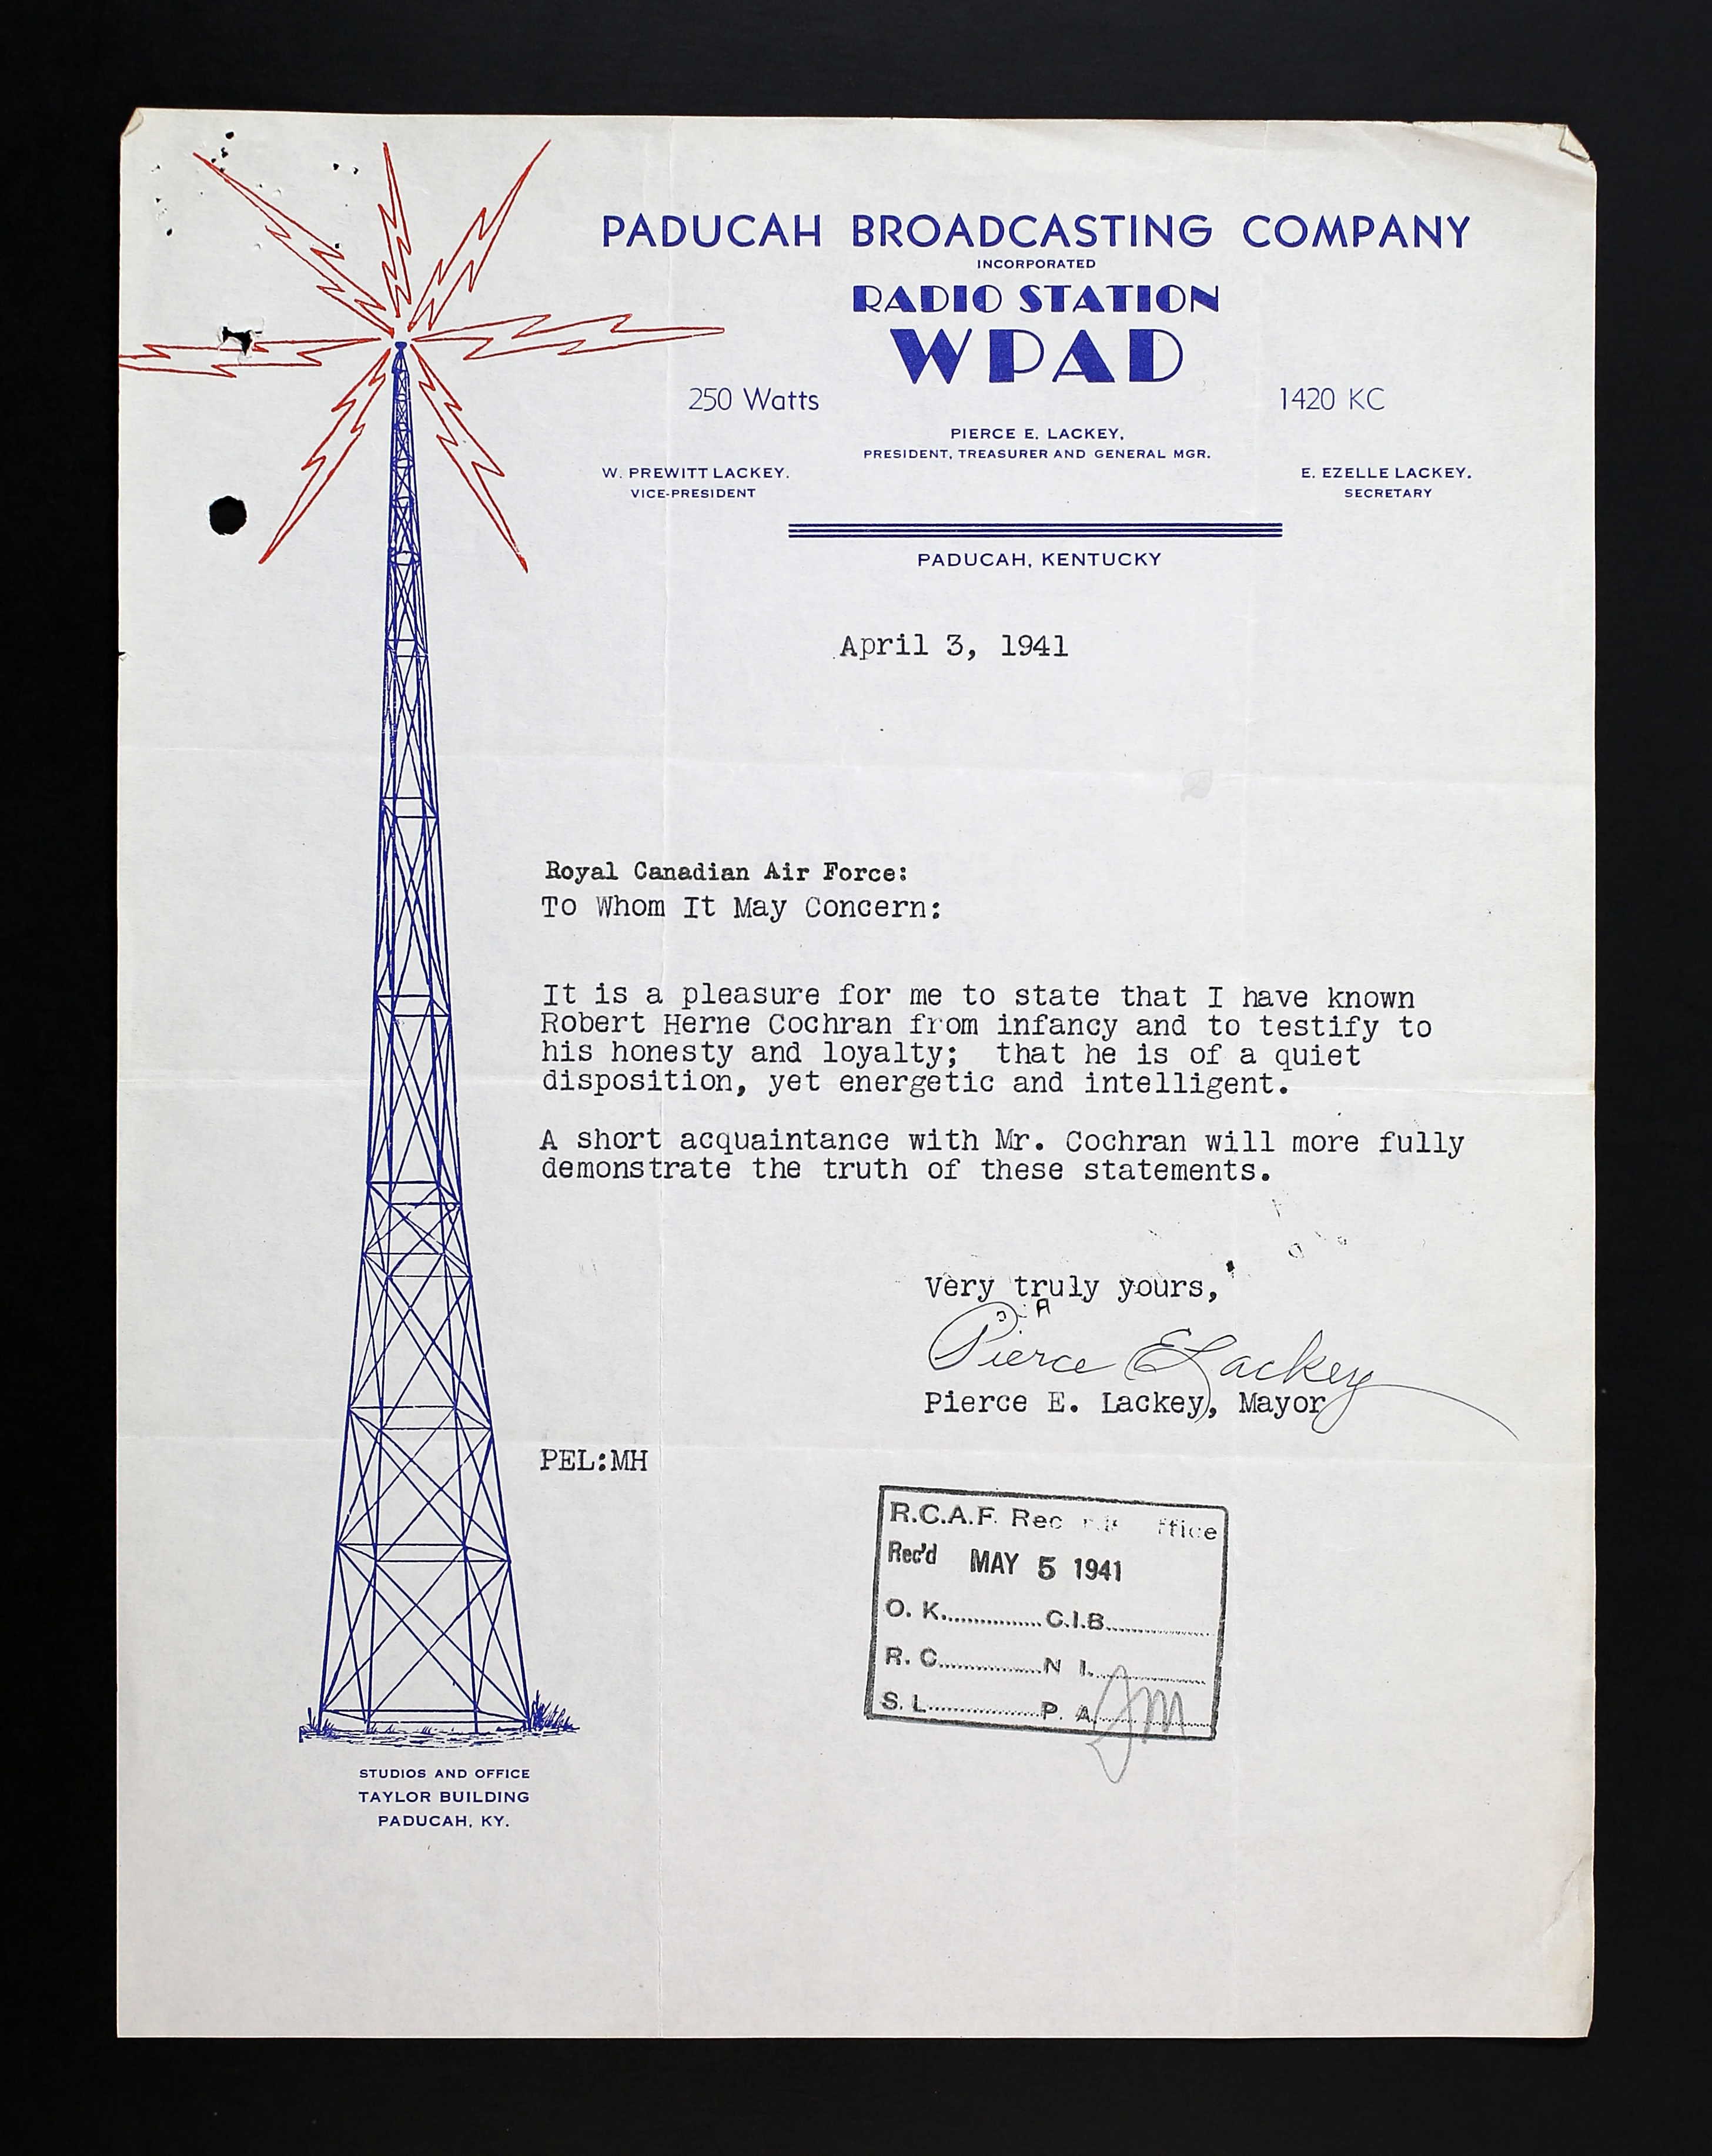 PADUCAH BROADCASTING COMPANY
INCORPORATED
RADIO STATION
WPAD
250 Watts 1420 KC
PIERCE E. LACKEY,
PRESIDENT, TREASURER AND GENERAL MGR.
W. PREWITT LACKEY. E. EZELLE LACKEY.
VICE-PRESIDENT SECRETARY
PADUCAH, KENTUCKY
April 3, 1941
Royal Canadian Air Force:
To Whom It May Concern:
It is a pleasure for me to state that I have known
Robert Herne Cochran from infancy and to testify to
his honesty and loyalty; that he is of a quiet
disposition, yet energetic and intelligent.
A short acquaintance with Mr. Cochran will more fully
demonstrate the truth of these statements.
Very truly yours,
Pierce E Lackey
Pierce E. Lackey, Mayor
PEL:MH
R.C.A.F. Rec
Rec'd MAY 5 1941
O. K. C.I.B.
R. C. N I.
S. L. P. A.
STUDIOS AND OFFICE
TAYLOR BUILDING
PADUCAH, KY.